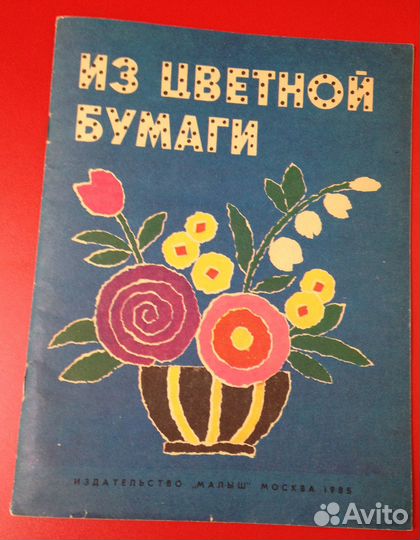 ИЗ ЦВЕТНОЙ
БУМАГИ
ИЗДАТЕЛЬСТВО „МАЛЫШ" МОСКВА 1985
Avito